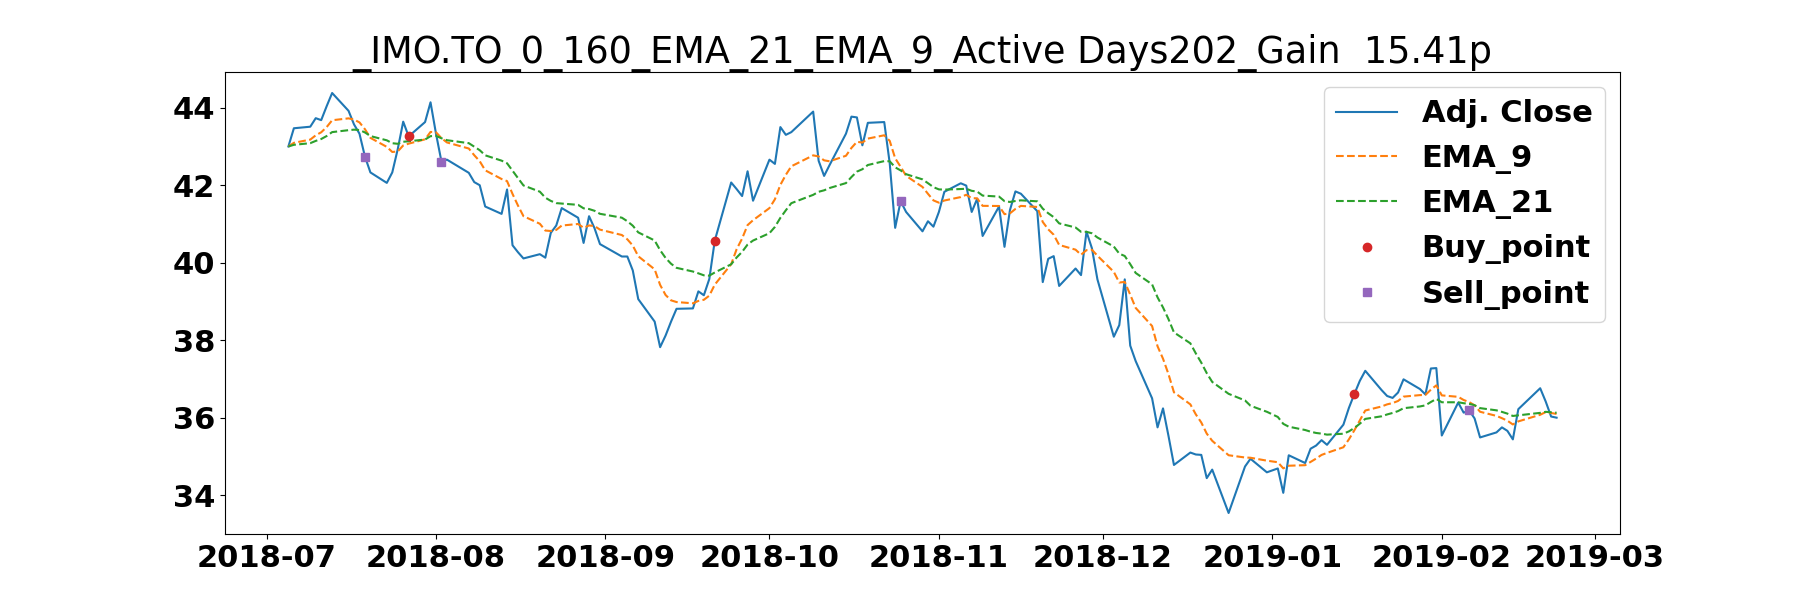 _IMO.TO_0_160_EMA_21_EMA_9_Active Days202_Gain  15.41p
44
42
40
38
36
34
Adj. Close
EMA_9
EMA_21
Buy_point
Sell_point
2018-07 2018-08 2018-09 2018-10 2018-11 2018-12 2019-01 2019-02 2019-03